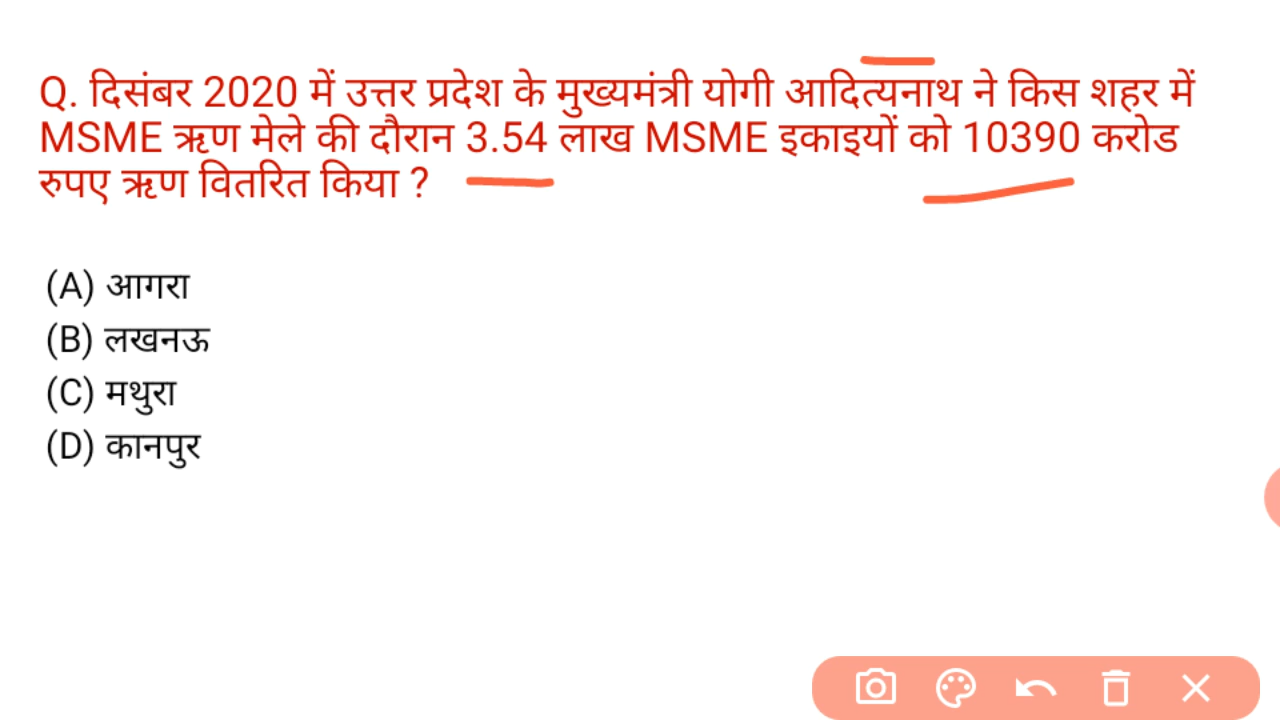 Q. दिसंबर 2020 में उत्तर प्रदेश के मुख्यमंत्री योगी आदित्यनाथ ने किस शहर में
MSME ऋण मेले की दौरान 3.54 लाख MSME इकाइयों को 10390 करोड
रुपए ऋण वितरित किया ?
(A) आगरा
(B) लखनऊ
(C) मथुरा
(D) कानपुर